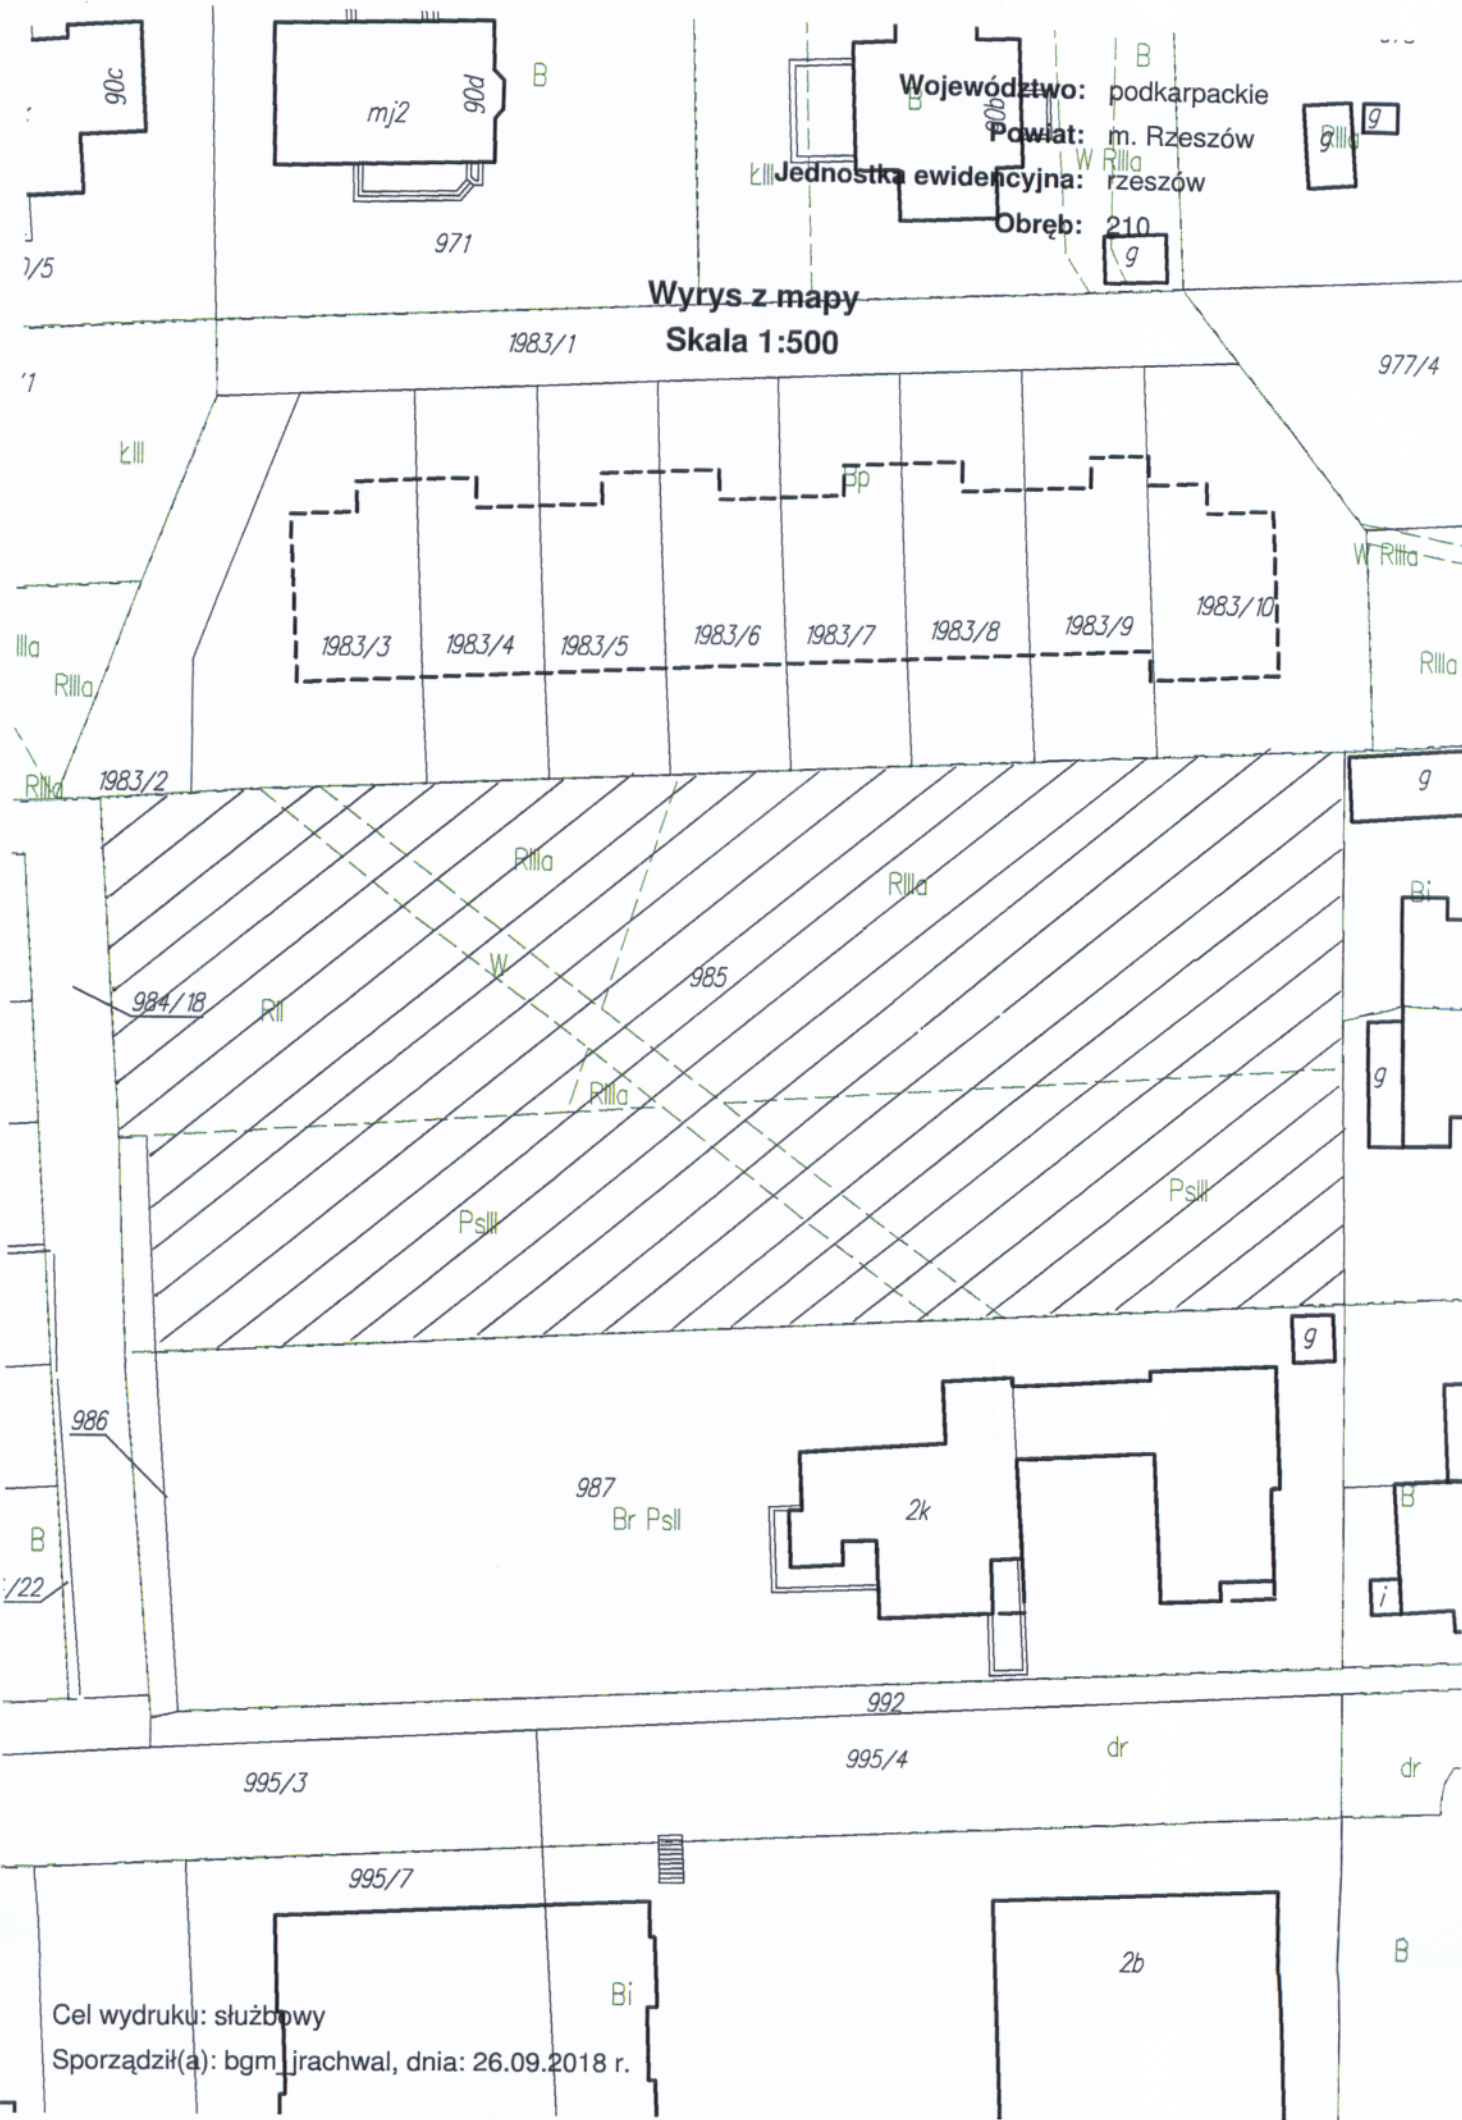 90c
mj2
90d
B
B
90b
B
Województwo: podkarpackie
Powiat: m. Rzeszów
Jednostka ewidencyjna: rzeszów
Obręb: 210
ŁIII
W RIIIa
g
RIIIa
g
g
971
Wyrys z mapy
Skala 1:500
1983/1
977/4
ŁIII
Bp
W RIIIa
1983/3
1983/4
1983/5
1983/6
1983/7
1983/8
1983/9
1983/10
IIIa
RIIIa
RIIIa
RIIIa
1983/2
g
RIIIa
RIIIa
Bi
W
985
984/18
RII
RIIIa
g
PsIII
PsIII
g
986
987
Br PsII
2k
B
B
/22
i
992
995/3
995/4
dr
dr
995/7
Bi
2b
B
Cel wydruku: służbowy
Sporządził(a): bgm_jrachwal, dnia: 26.09.2018 r.